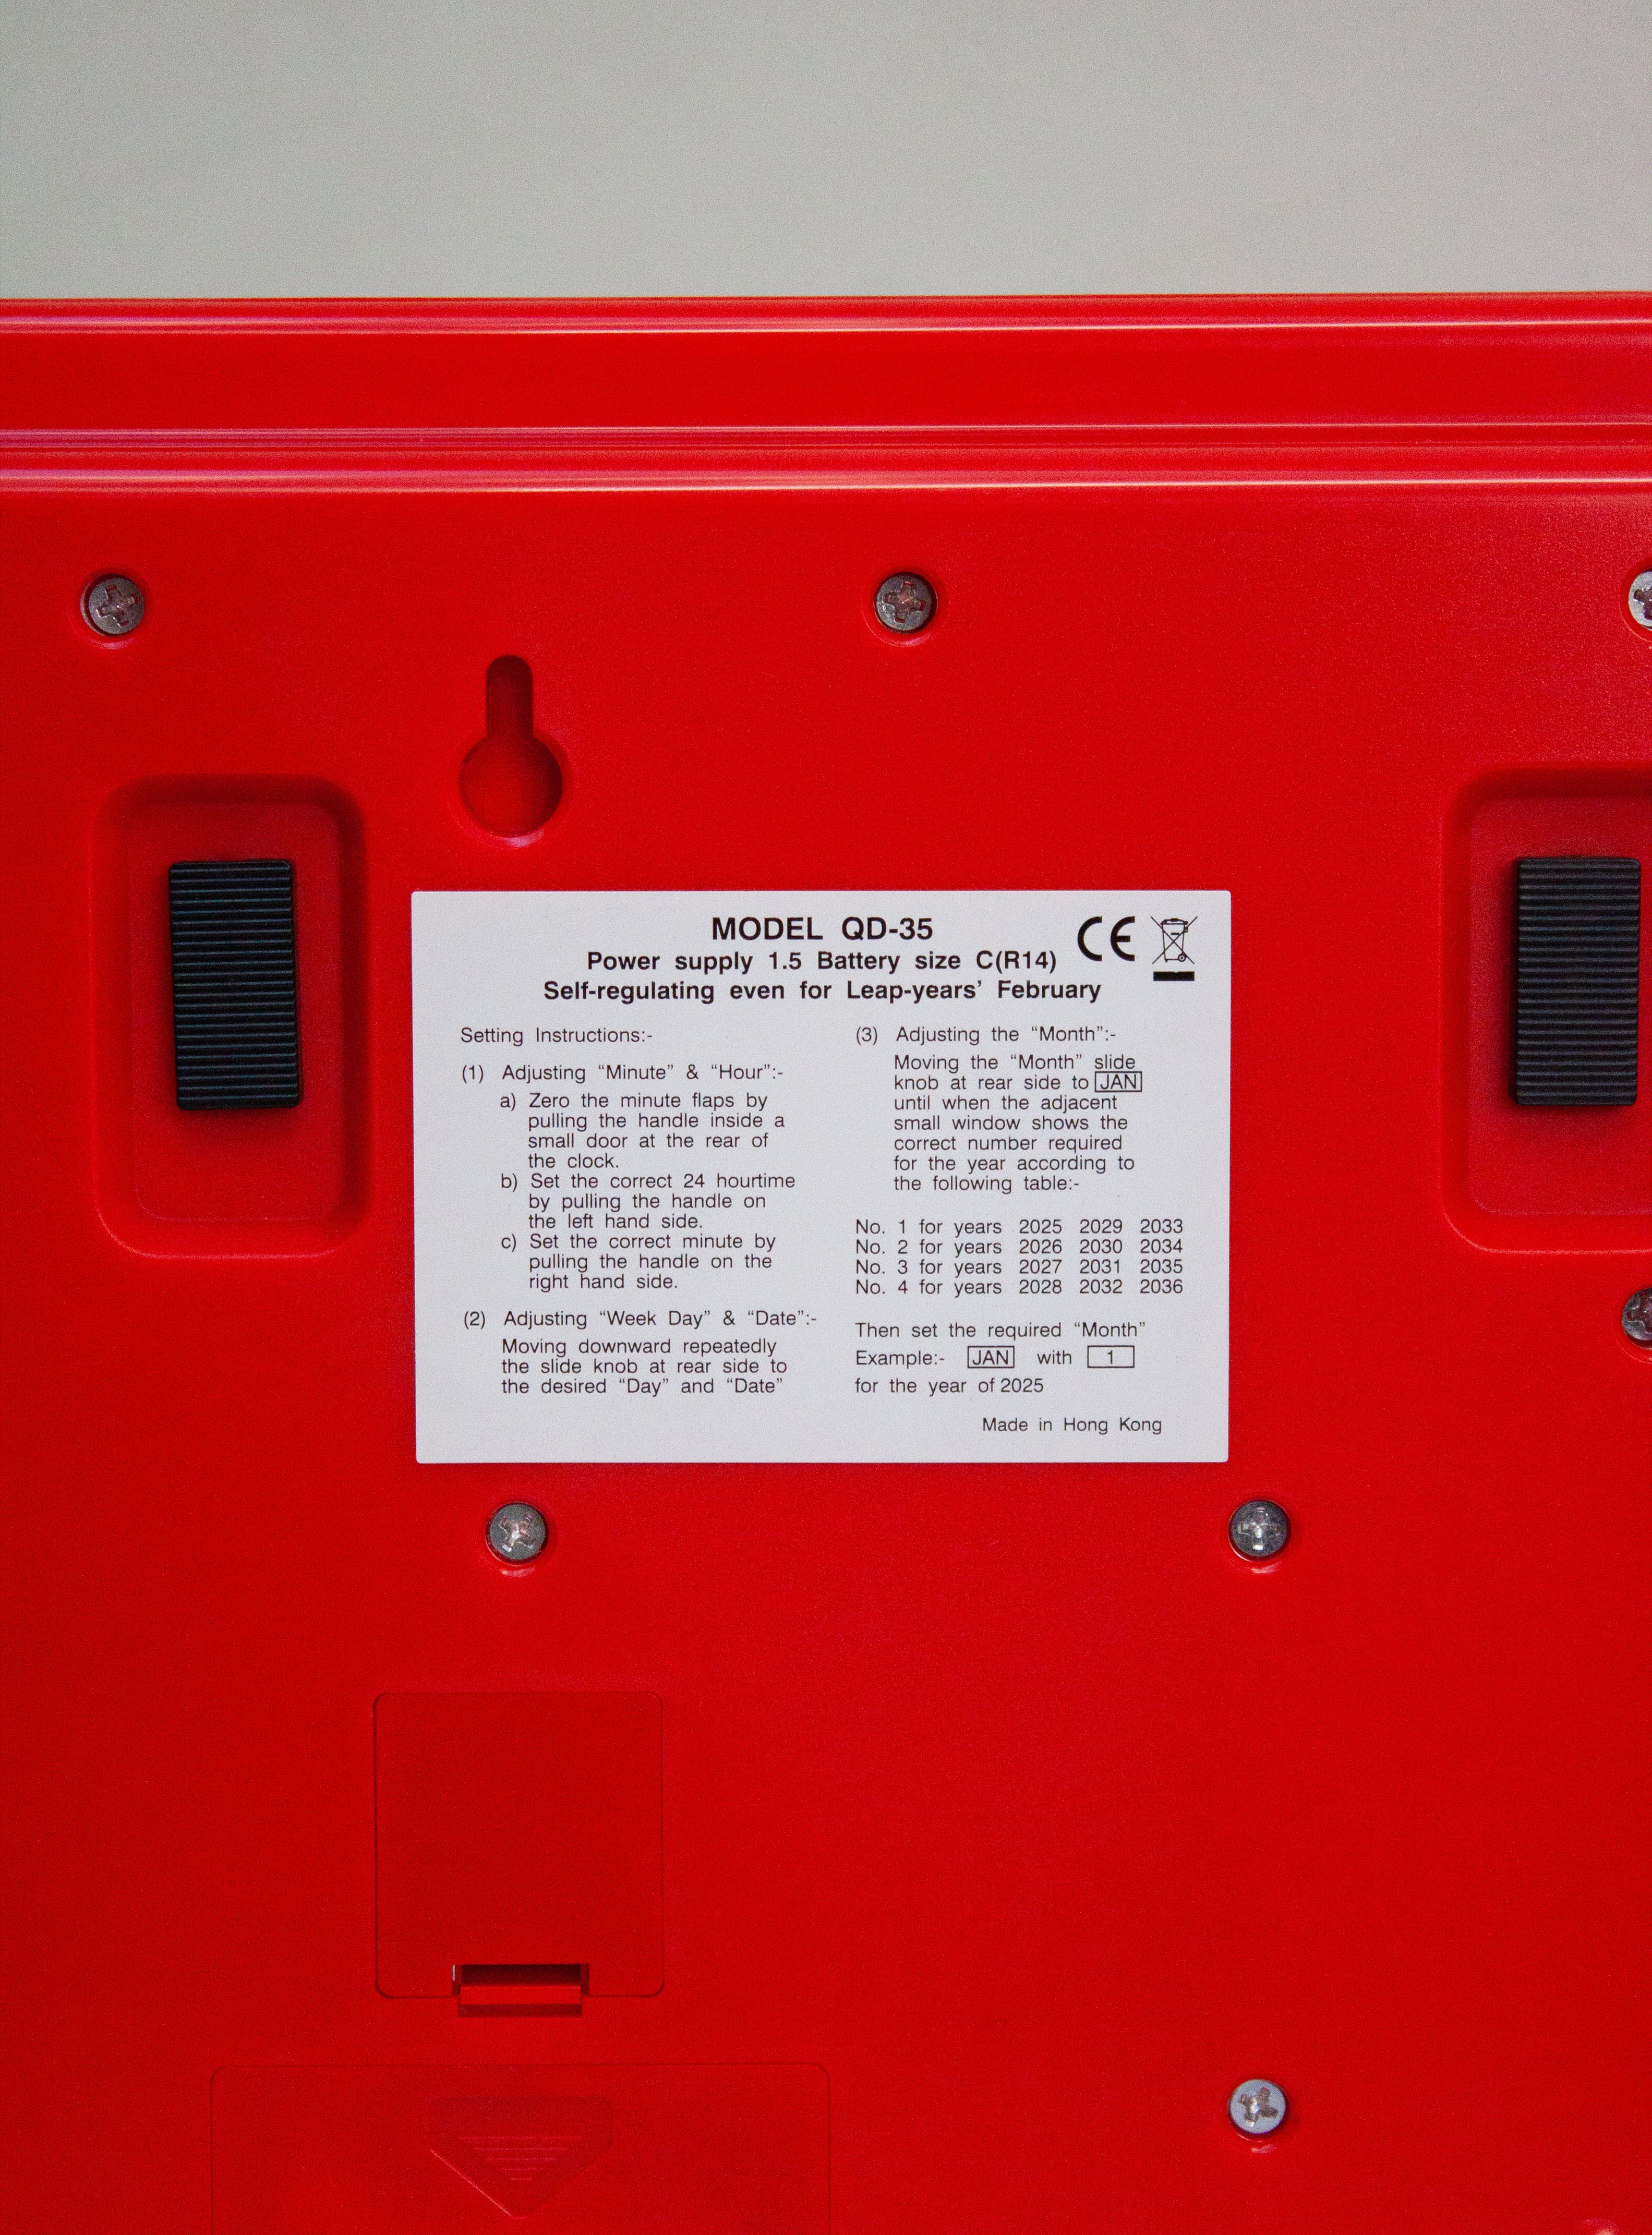 MODEL QD-35
CE
Power supply 1.5 Battery size C(R14)
Self-regulating even for Leap-years’ February
Setting Instructions:-
(1) Adjusting “Minute” & “Hour”:-
a) Zero the minute flaps by
pulling the handle inside a
small door at the rear of
the clock.
b) Set the correct 24 hourtime
by pulling the handle on
the left hand side.
c) Set the correct minute by
pulling the handle on the
right hand side.
(2) Adjusting “Week Day” & “Date”:-
Moving downward repeatedly
the slide knob at rear side to
the desired “Day” and “Date”
(3) Adjusting the “Month”:-
Moving the “Month” slide
knob at rear side to JAN
until when the adjacent
small window shows the
correct number required
for the year according to
the following table:-
No. 1 for years 2025 2029 2033
No. 2 for years 2026 2030 2034
No. 3 for years 2027 2031 2035
No. 4 for years 2028 2032 2036
Then set the required “Month”
Example:- JAN with 1
for the year of 2025
Made in Hong Kong